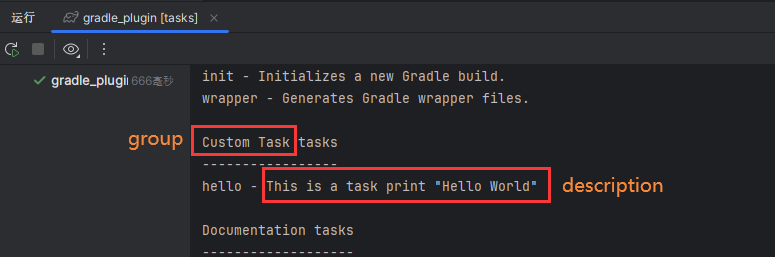 运行 gradle_plugin [tasks] ×
gradle_plugin 666毫秒
init - Initializes a new Gradle build.
wrapper - Generates Gradle wrapper files.
group
Custom Task tasks
-----------------
hello - This is a task print "Hello World"
description
Documentation tasks
-------------------